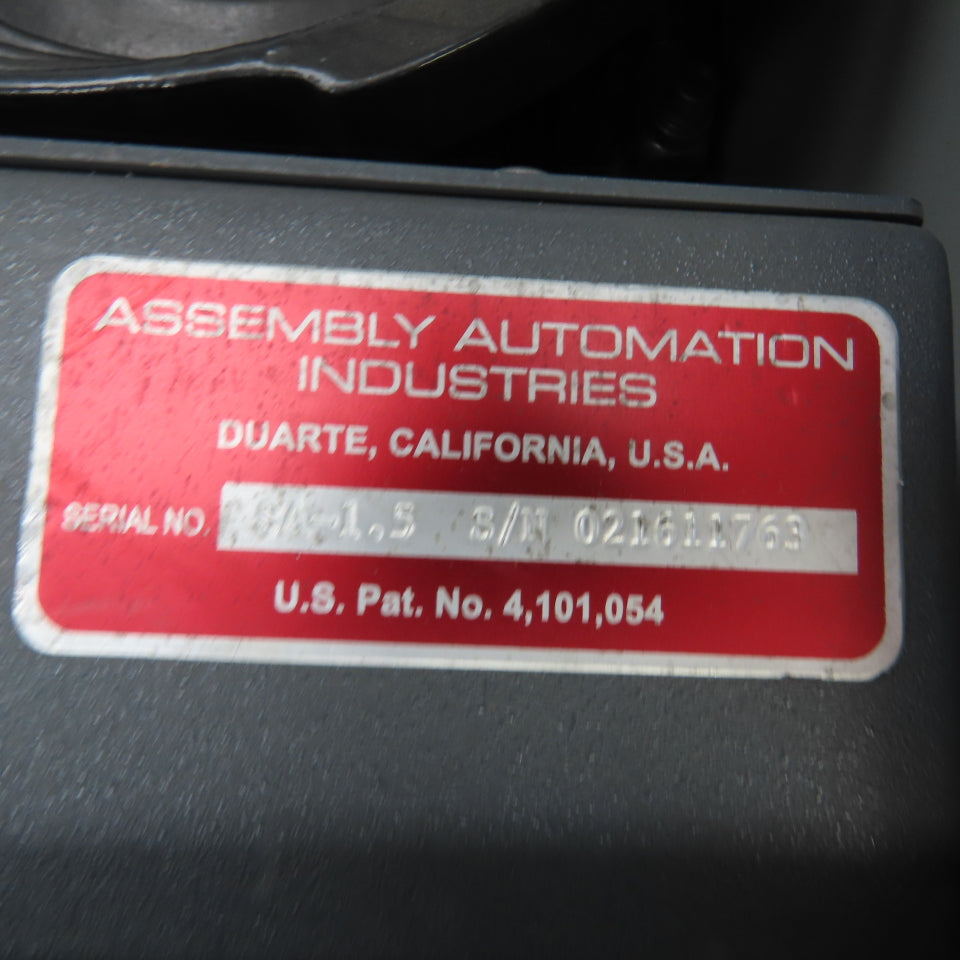 ASSEMBLY AUTOMATION
INDUSTRIES
DUARTE, CALIFORNIA, U.S.A.
SERIAL NO. S/N 021611763
U.S. Pat. No. 4,101,054